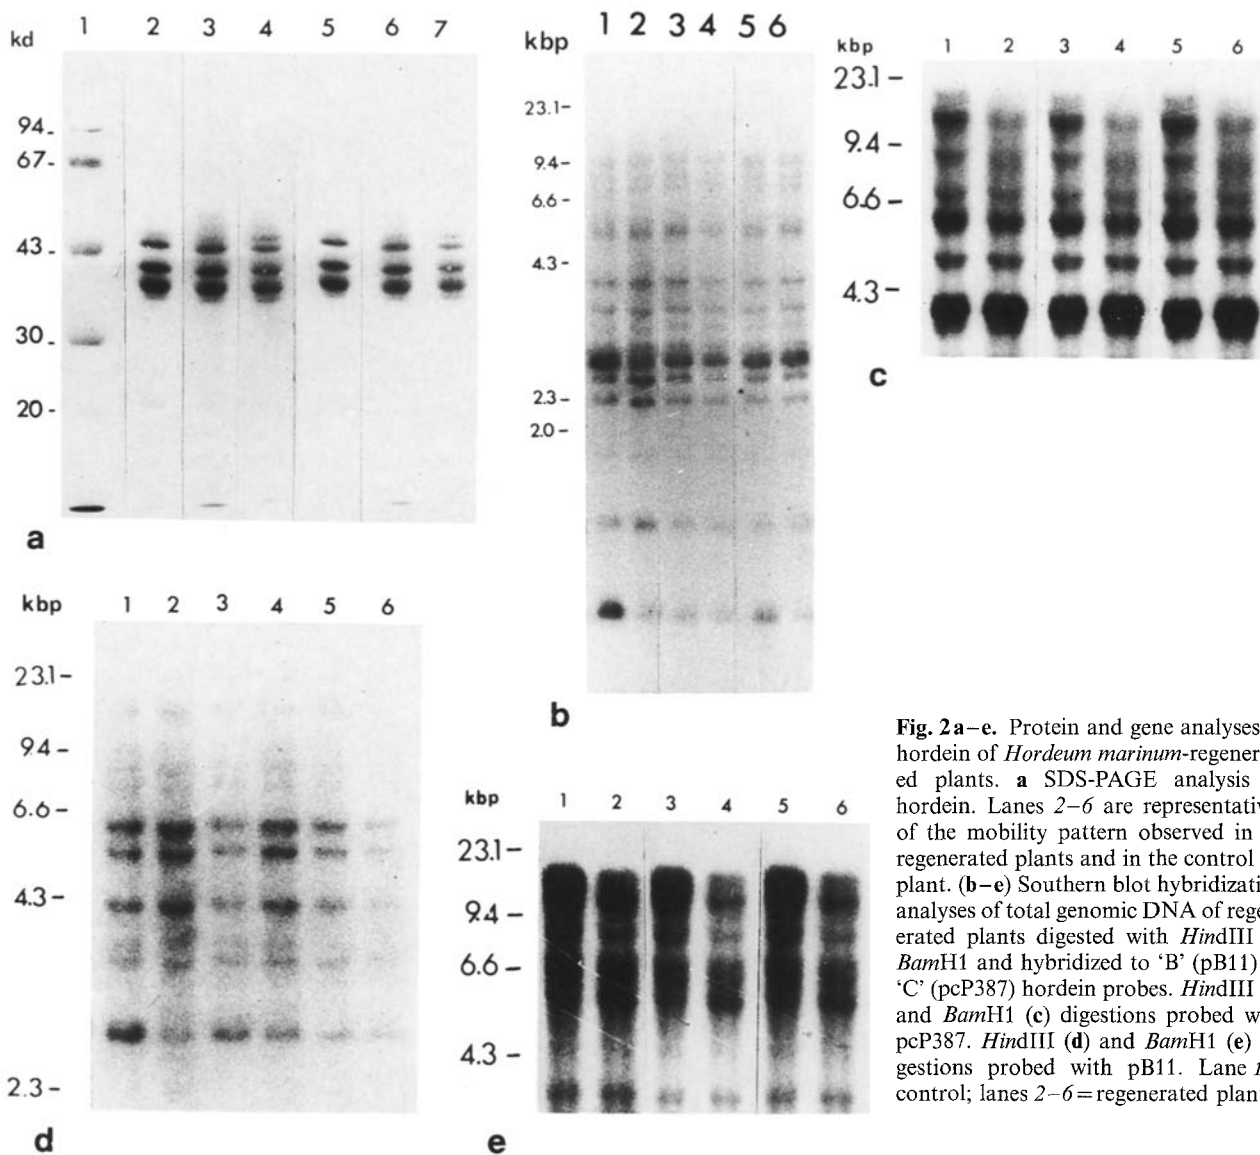 kd
1 2 3 4 5 6 7
94
67
43
30
20
a
kbp
1 2 3 4 5 6
23.1
9.4
6.6
4.3
2.3
2.0
b
kbp
1 2 3 4 5 6
23.1
9.4
6.6
4.3
c
kbp
1 2 3 4 5 6
23.1
9.4
6.6
4.3
2.3
d
kbp
1 2 3 4 5 6
23.1
9.4
6.6
4.3
e
Fig. 2a–e. Protein and gene analyses
hordein of Hordeum marinum-regener
ed plants. a SDS-PAGE analysis
hordein. Lanes 2–6 are representativ
of the mobility pattern observed in
regenerated plants and in the control
plant. (b–e) Southern blot hybridizati
analyses of total genomic DNA of rege
erated plants digested with HindIII
BamH1 and hybridized to ‘B’ (pB11)
‘C’ (pcP387) hordein probes. HindIII
and BamH1 (c) digestions probed w
pcP387. HindIII (d) and BamH1 (e)
gestions probed with pB11. Lane
control; lanes 2–6=regenerated plan